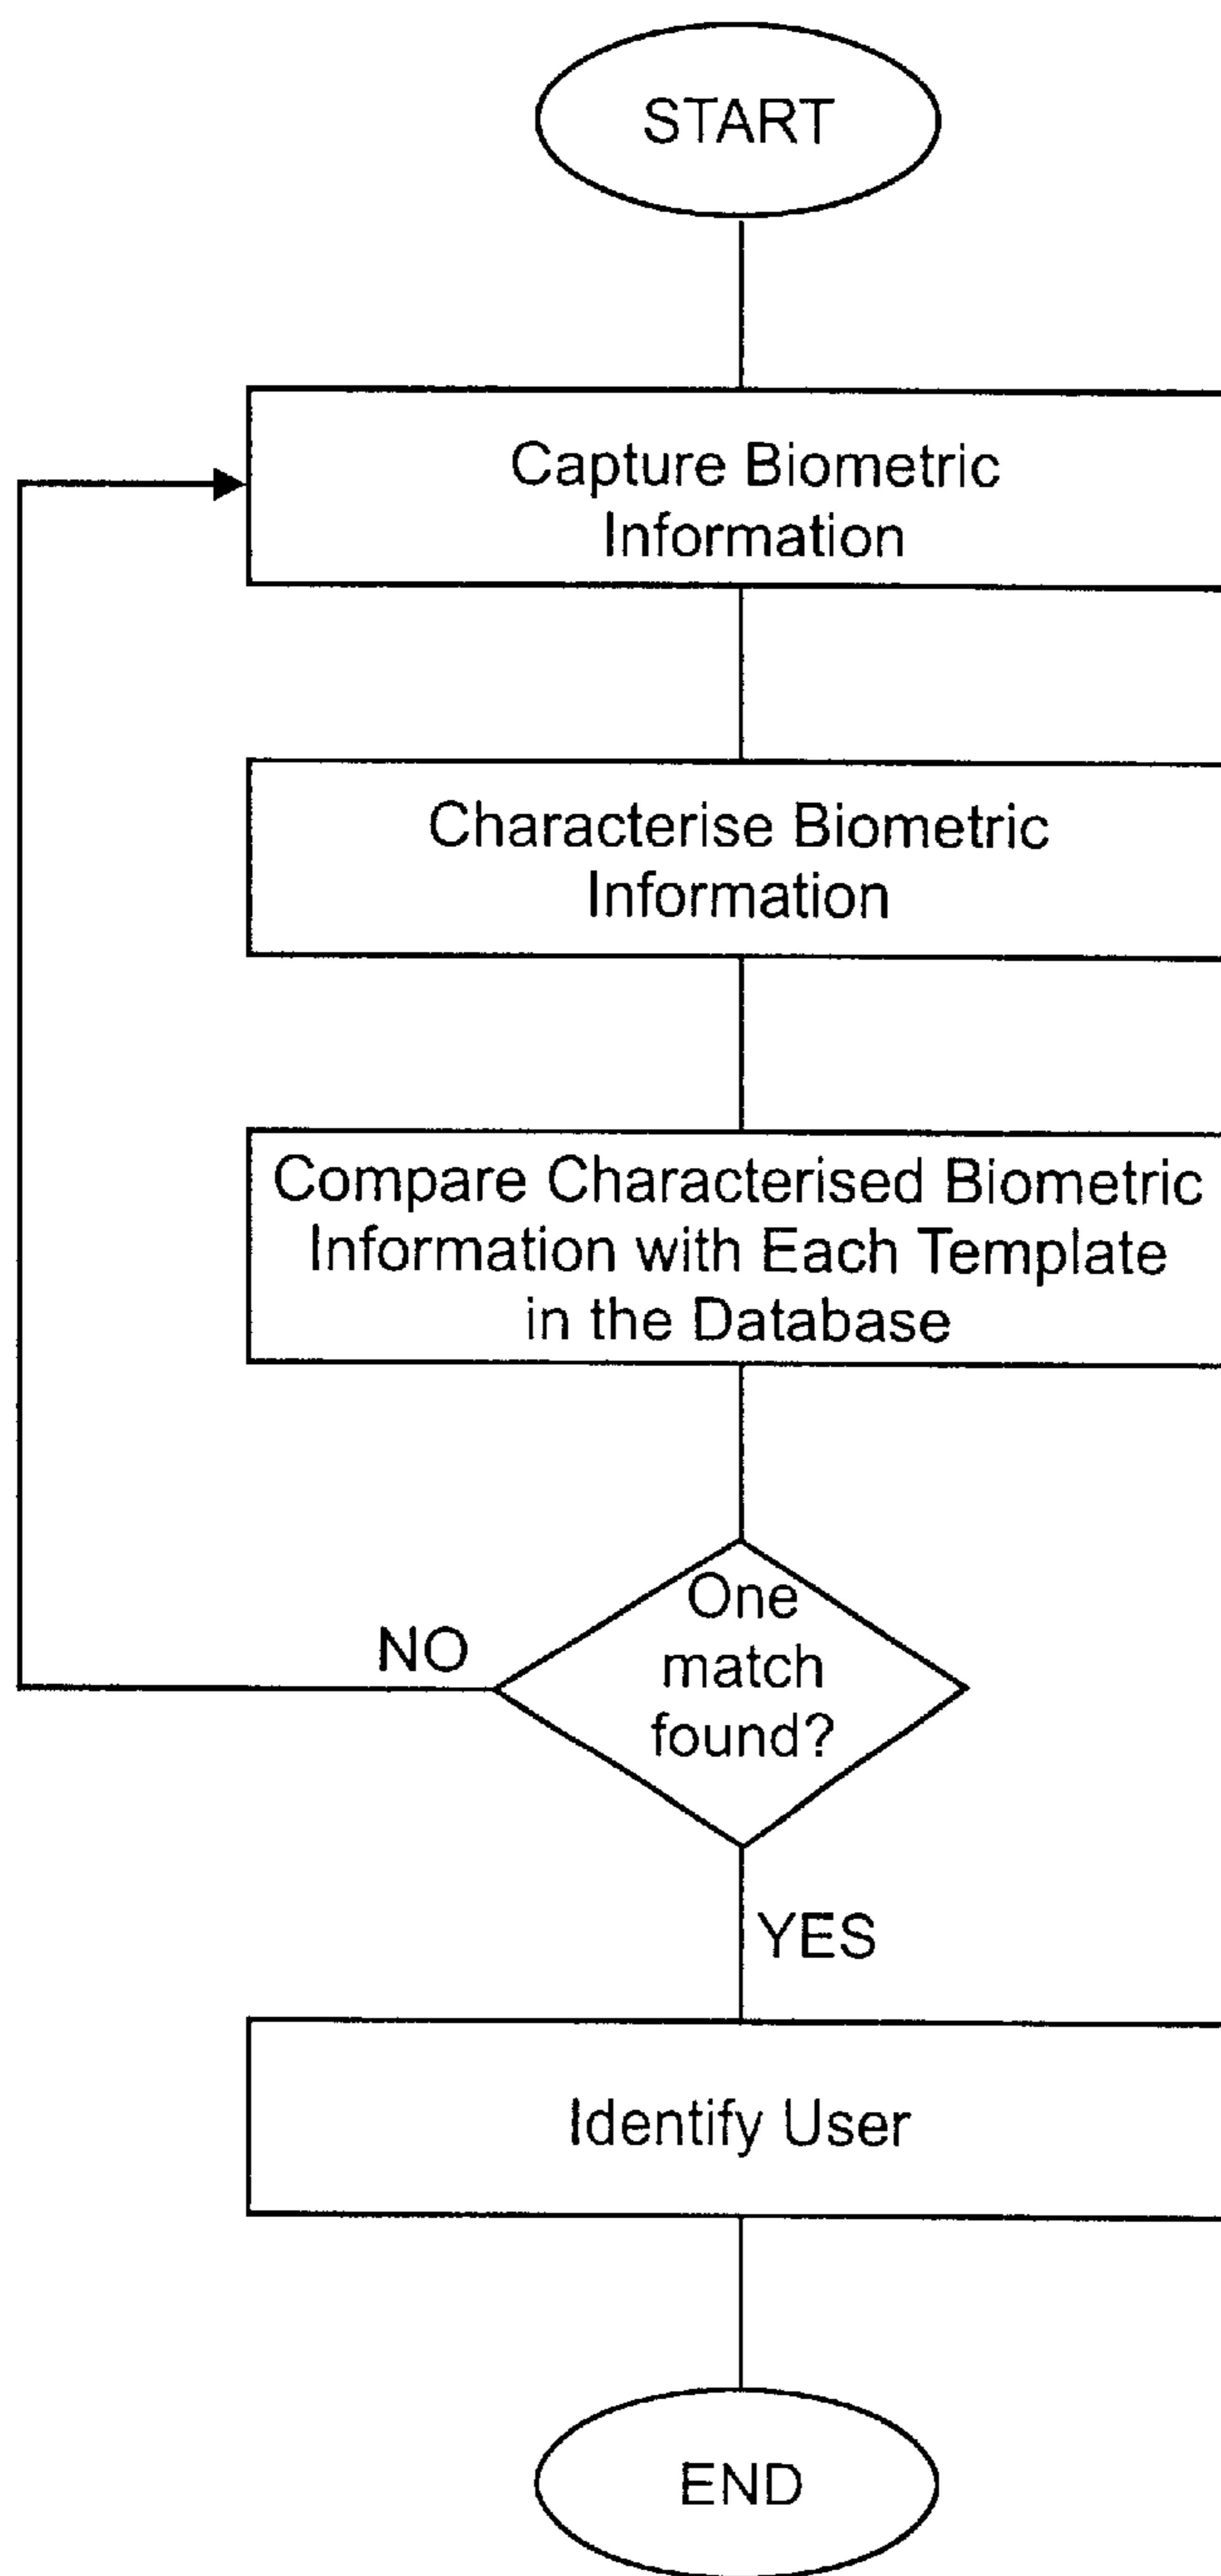 START
Capture Biometric
Information
Characterise Biometric
Information
Compare Characterised Biometric
Information with Each Template
in the Database
One
match
found?
NO
YES
Identify User
END